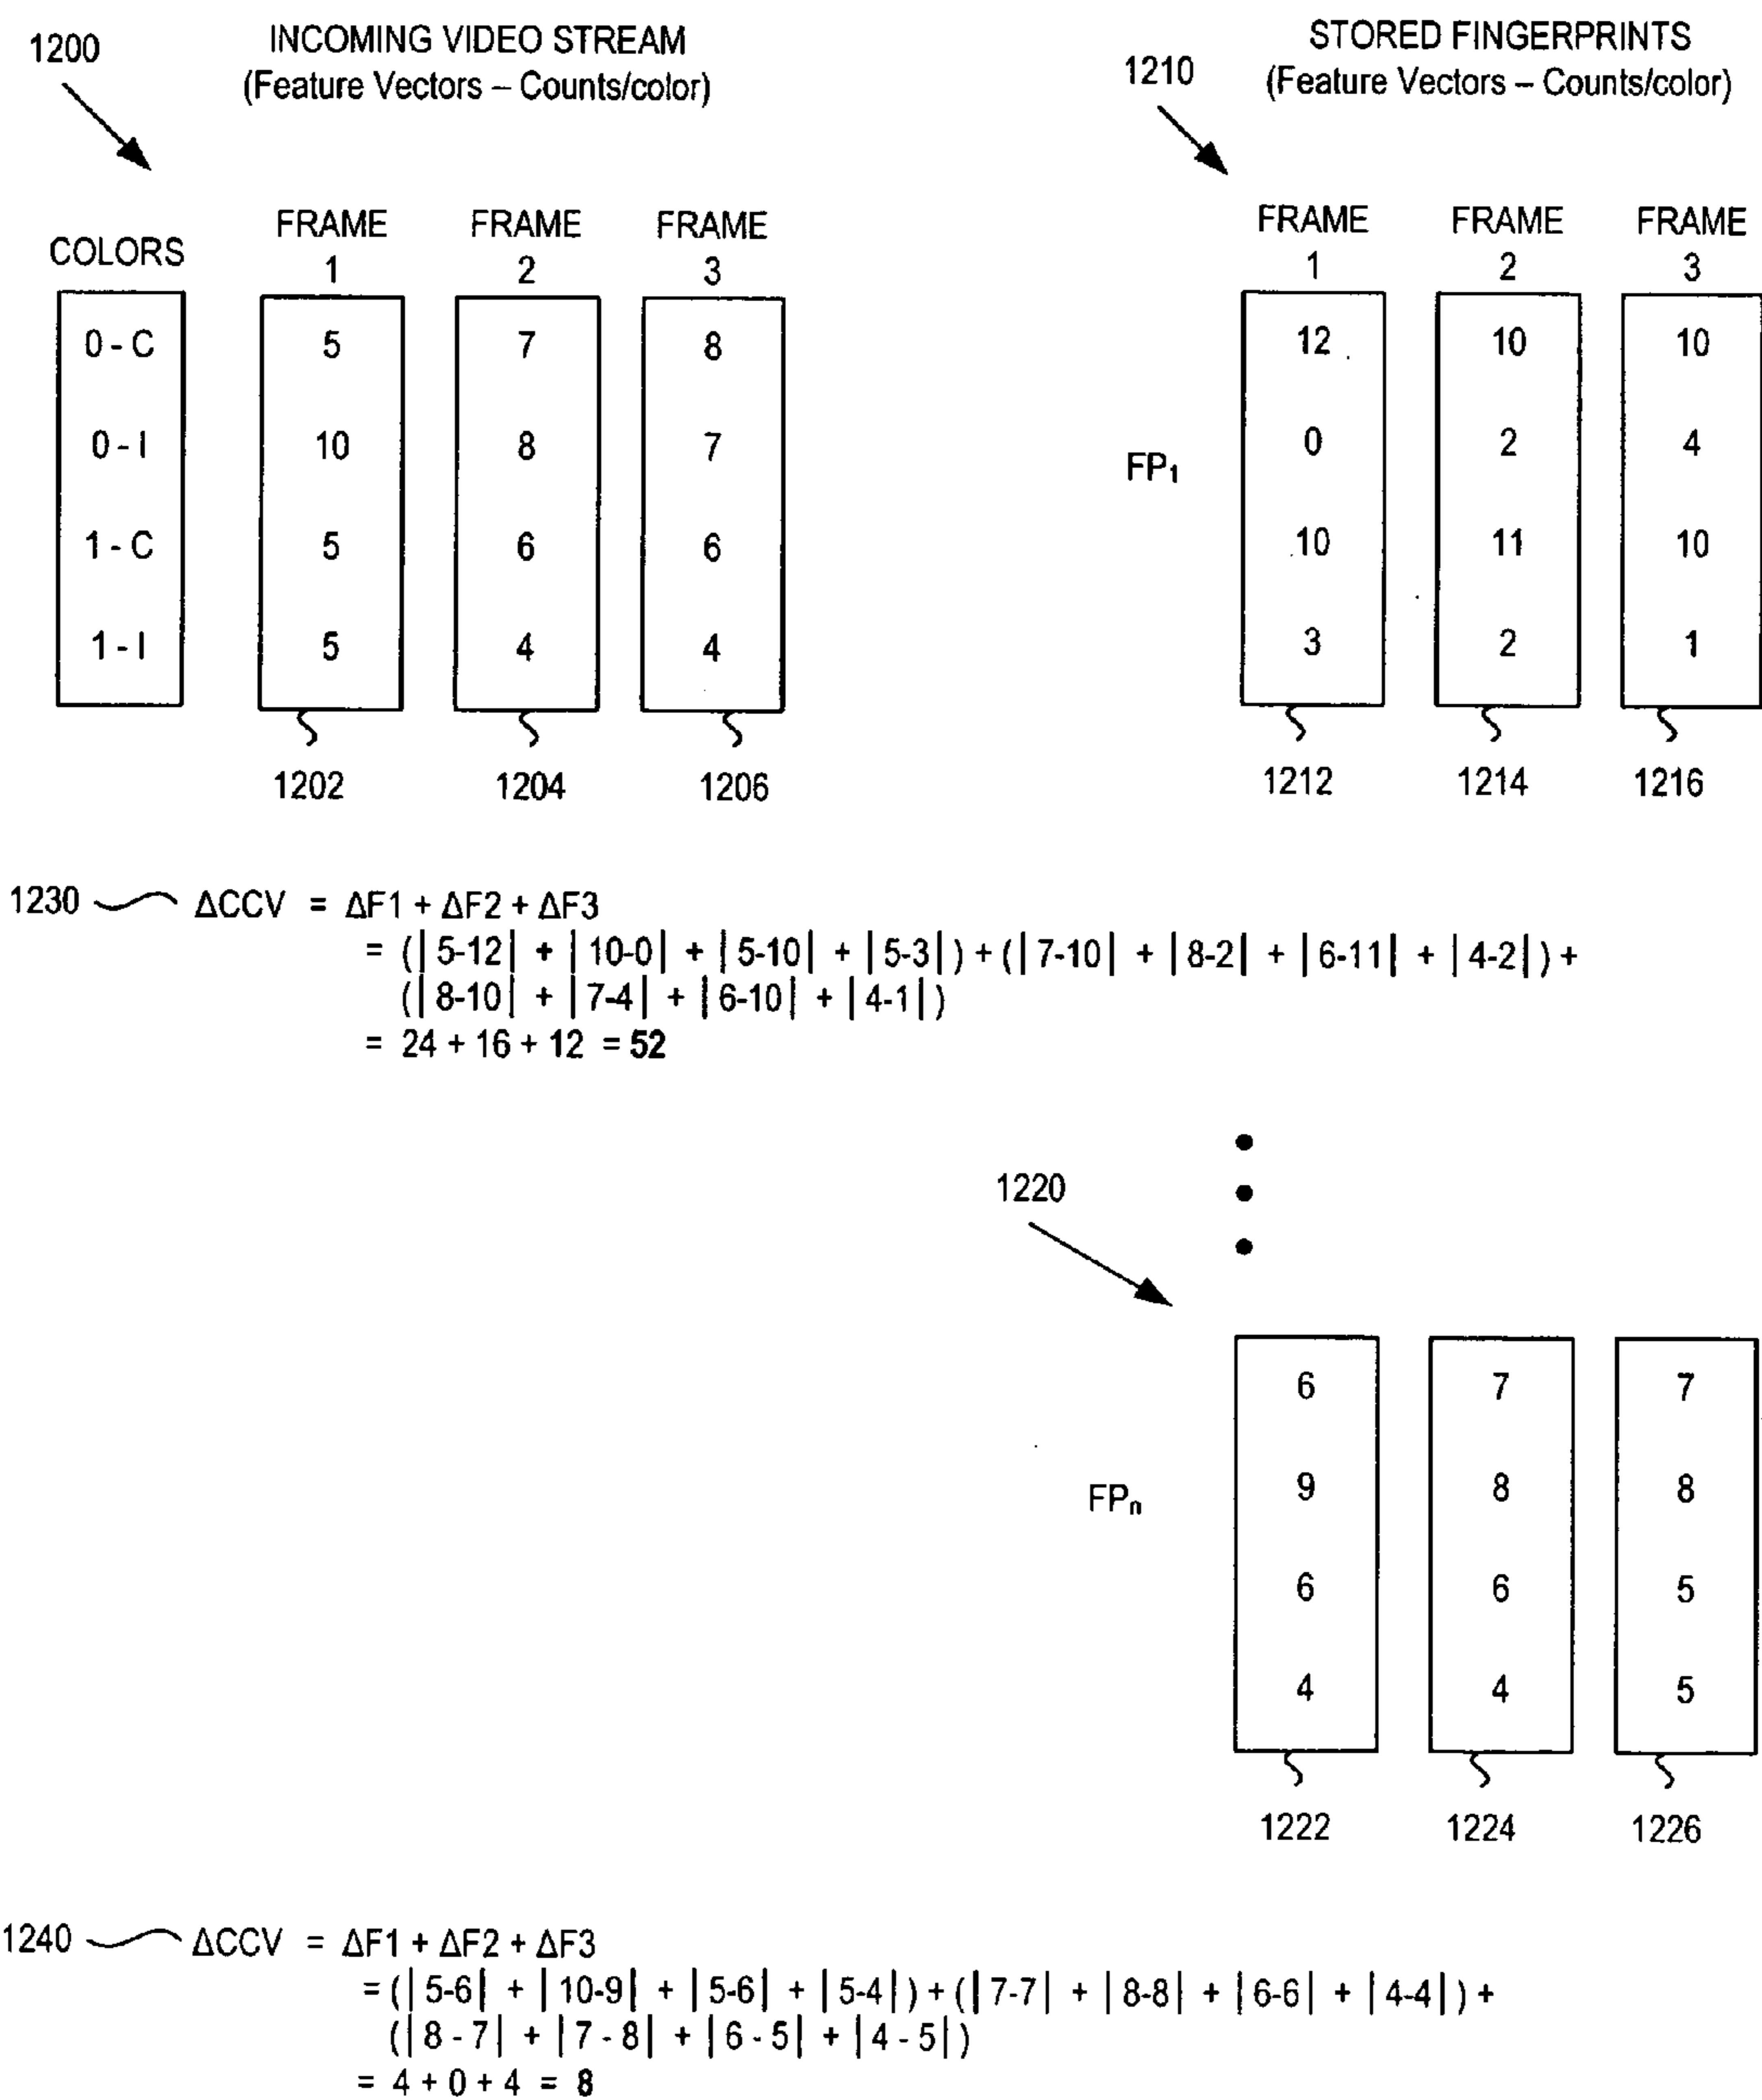 1200
INCOMING VIDEO STREAM
(Feature Vectors – Counts/color)
COLORS
FRAME 1
FRAME 2
FRAME 3
0 - C 5 7 8
0 - I 10 8 7
1 - C 5 6 6
1 - I 5 4 4
1202 1204 1206
1210
STORED FINGERPRINTS
(Feature Vectors – Counts/color)
FRAME 1
FRAME 2
FRAME 3
FP₁
12 10 10
0 2 4
10 11 10
3 2 1
1212 1214 1216
1230 ΔCCV = ΔF1 + ΔF2 + ΔF3
= (|5-12| + |10-0| + |5-10| + |5-3|) + (|7-10| + |8-2| + |6-11| + |4-2|) +
(|8-10| + |7-4| + |6-10| + |4-1|)
= 24 + 16 + 12 = 52
1220
FPₙ
6 7 7
9 8 8
6 6 5
4 4 5
1222 1224 1226
1240 ΔCCV = ΔF1 + ΔF2 + ΔF3
= (|5-6| + |10-9| + |5-6| + |5-4|) + (|7-7| + |8-8| + |6-6| + |4-4|) +
(|8 - 7| + |7 - 8| + |6 - 5| + |4 - 5|)
= 4 + 0 + 4 = 8